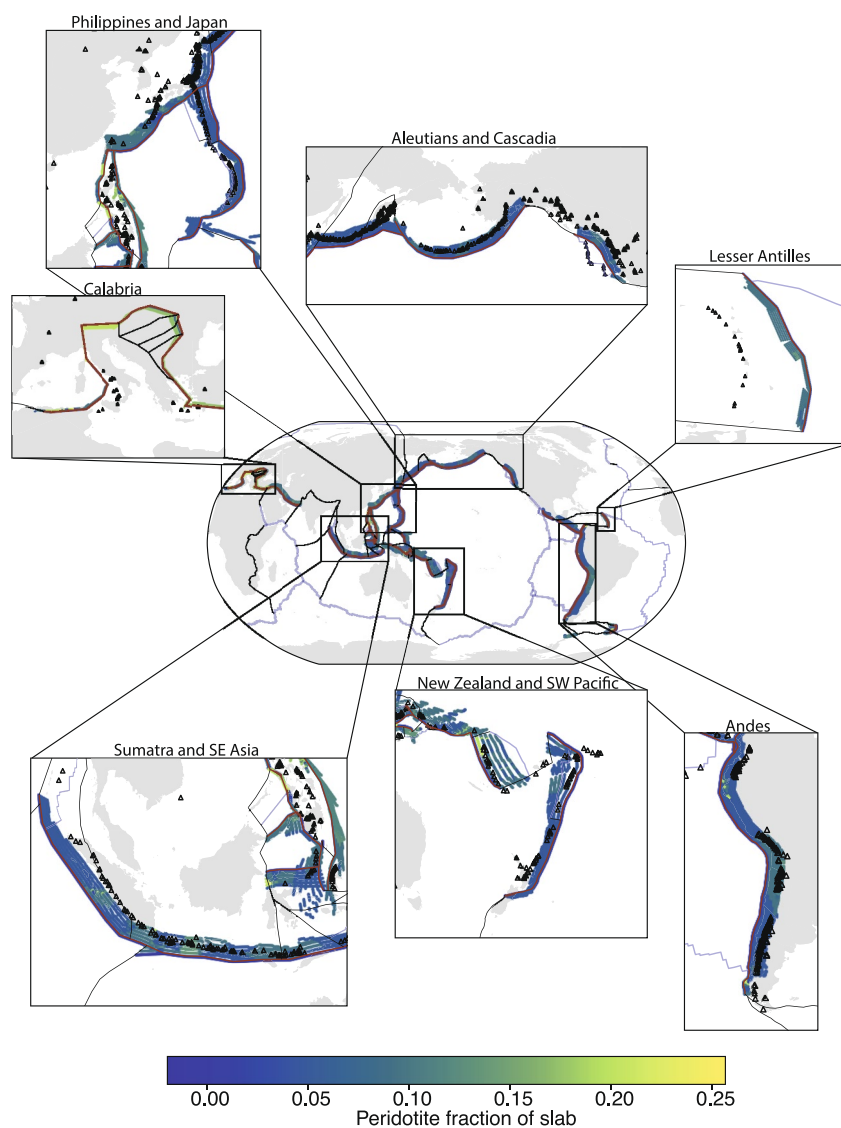 Philippines and Japan
Aleutians and Cascadia
Lesser Antilles
Calabria
New Zealand and SW Pacific
Andes
Sumatra and SE Asia
0.00 0.05 0.10 0.15 0.20 0.25
Peridotite fraction of slab